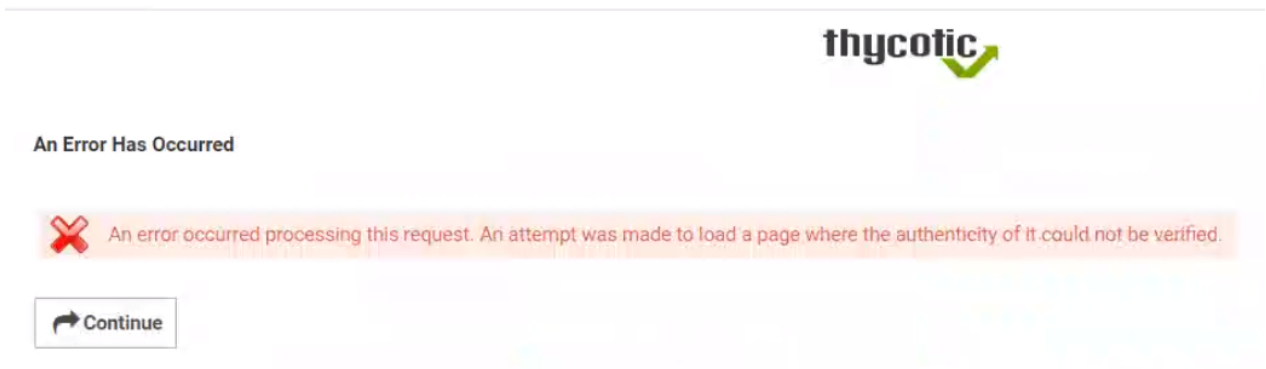 thycotic
An Error Has Occurred
An error occurred processing this request. An attempt was made to load a page where the authenticity of it could not be verified.
Continue